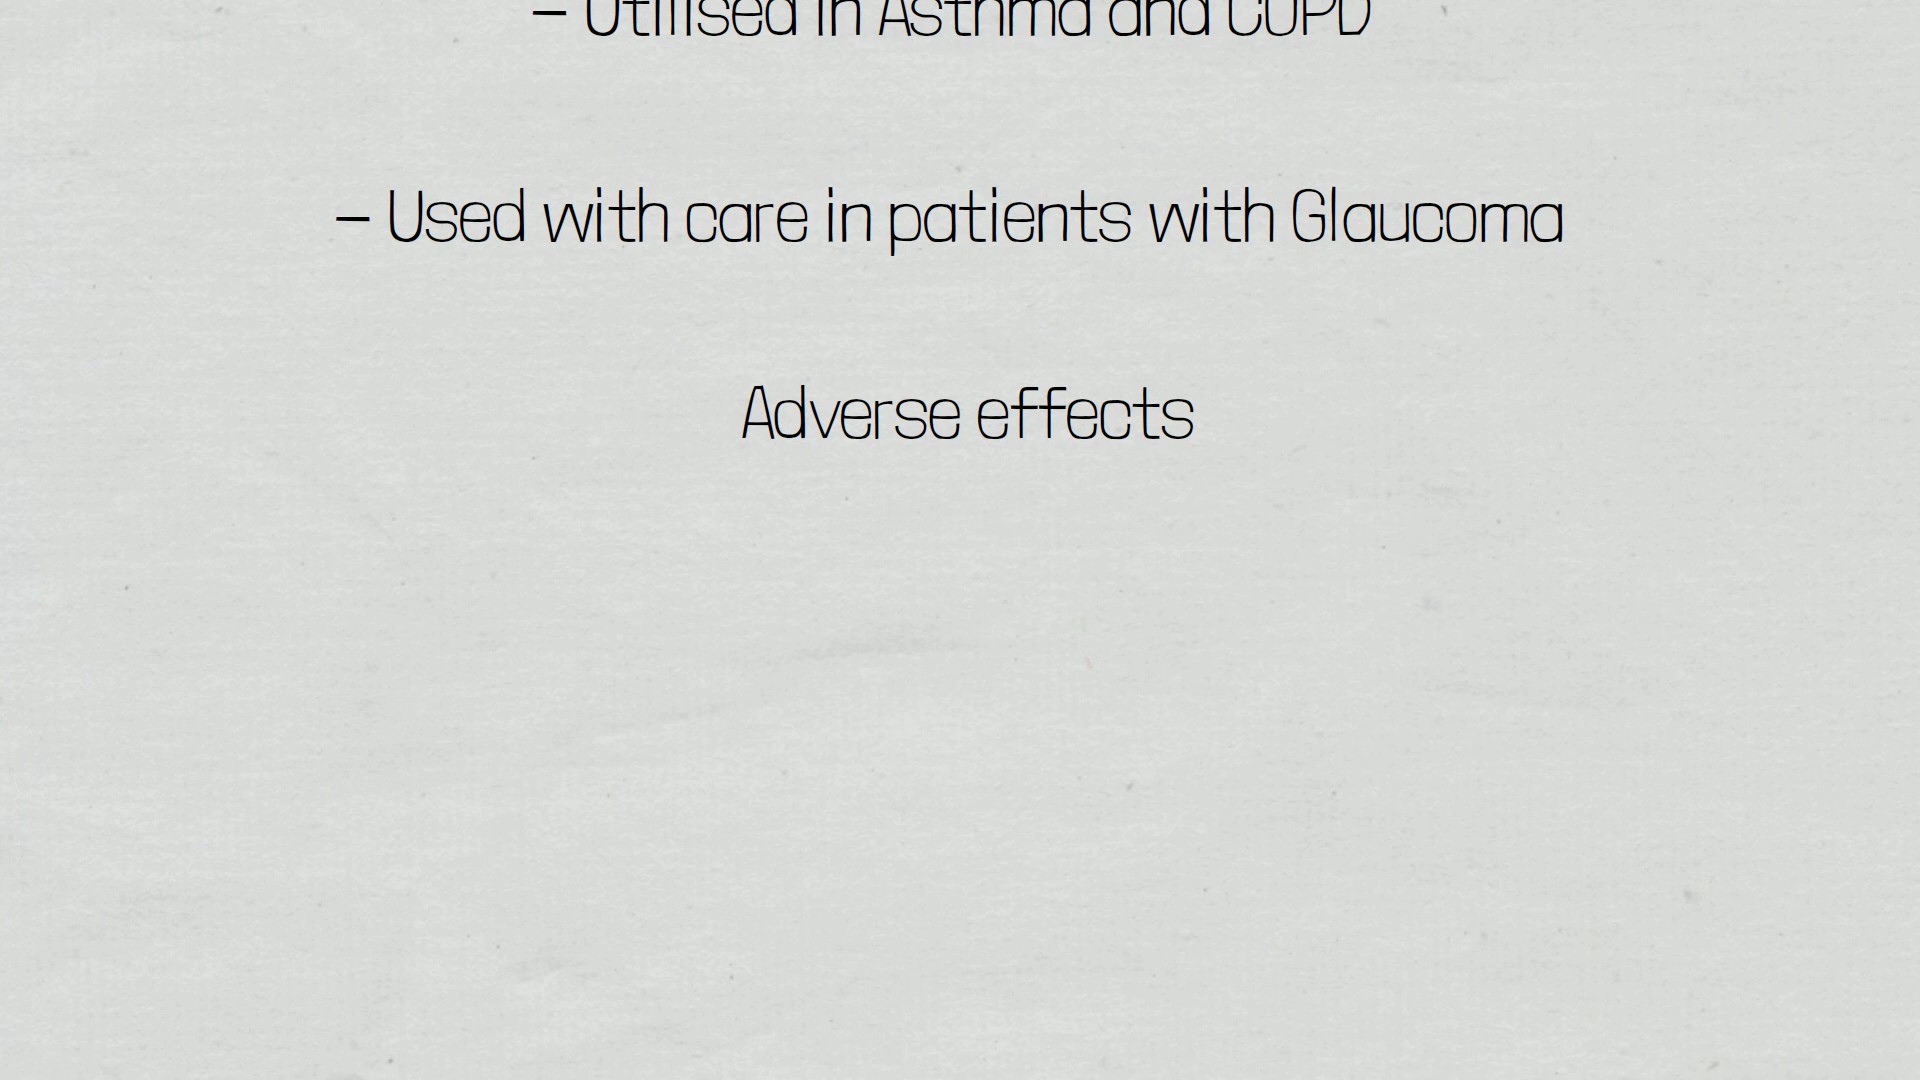 - Utilised in Asthma and COPD
- Used with care in patients with Glaucoma
Adverse effects